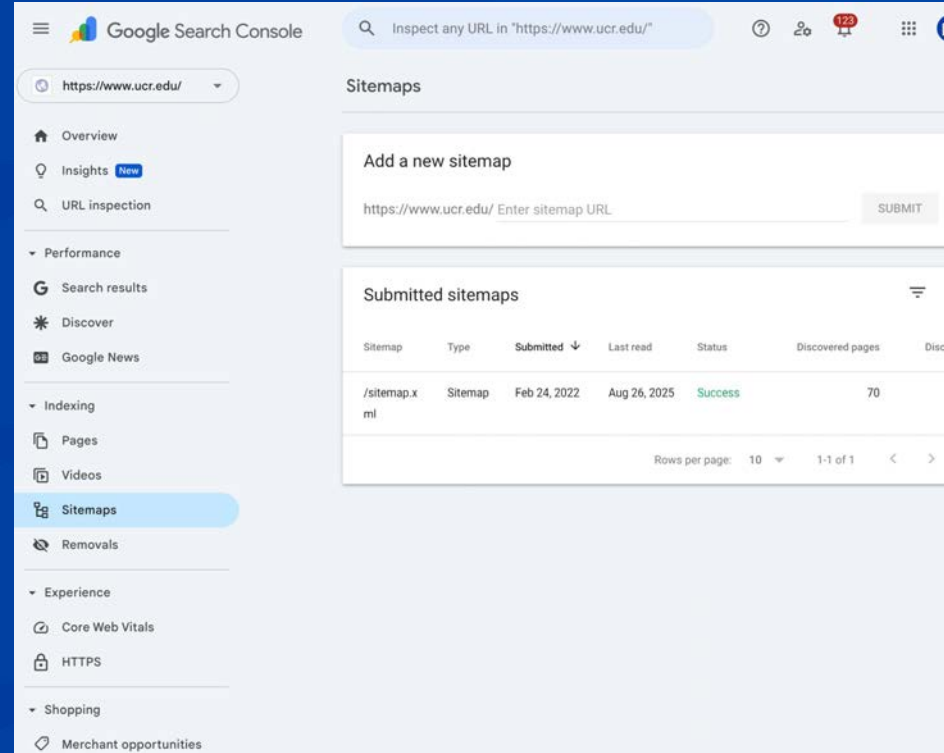 Google Search Console
Inspect any URL in "https://www.ucr.edu/"
123
https://www.ucr.edu/
Overview
Insights New
URL inspection
Performance
Search results
Discover
Google News
Indexing
Pages
Videos
Sitemaps
Removals
Experience
Core Web Vitals
HTTPS
Shopping
Merchant opportunities
Sitemaps
Add a new sitemap
https://www.ucr.edu/ Enter sitemap URL
SUBMIT
Submitted sitemaps
Sitemap Type Submitted Last read Status Discovered pages Disc
/sitemap.x Sitemap Feb 24, 2022 Aug 26, 2025 Success 70
ml
Rows per page: 10 1-1 of 1